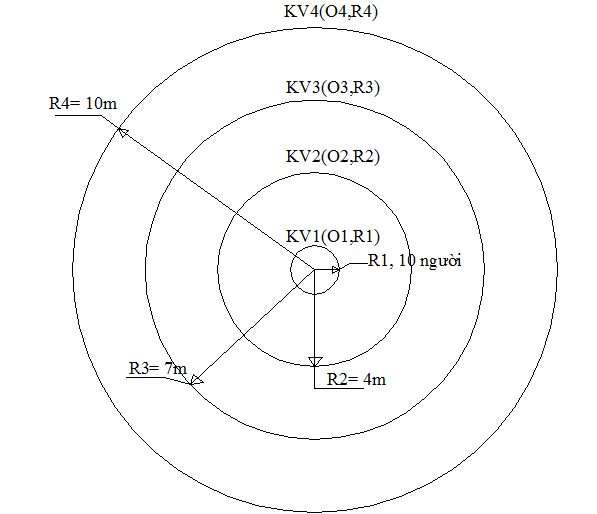 KV4(O4,R4)
KV3(O3,R3)
R4= 10m
KV2(O2,R2)
KV1(O1,R1)
R1, 10 người
R3= 7m
R2= 4m